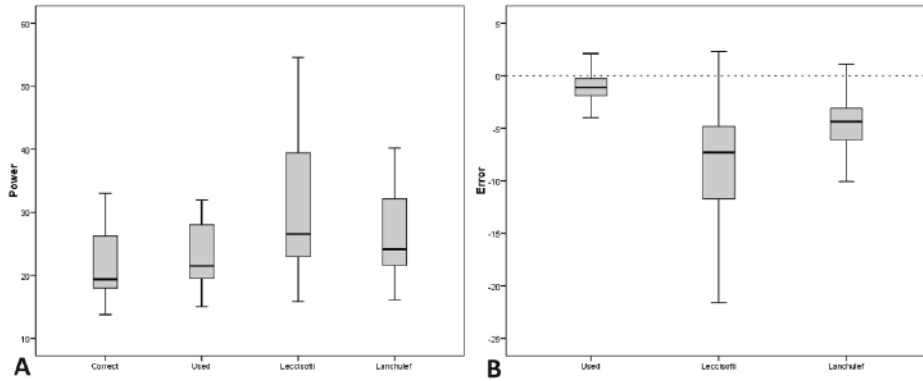 60
50
40
30
20
10
Power
Correct
Used
Leccisotti
Lanchulef
A
5
0
-5
-10
-15
-20
-25
Error
Used
Leccisotti
Lanchulef
B